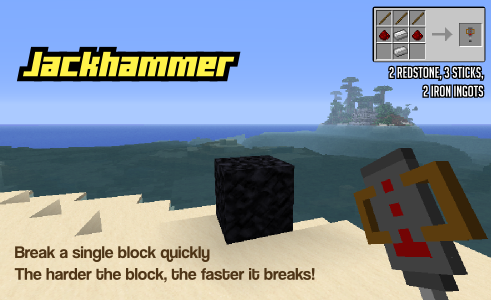 Jackhammer
2 REDSTONE, 3 STICKS,
2 IRON INGOTS
Break a single block quickly
The harder the block, the faster it breaks!